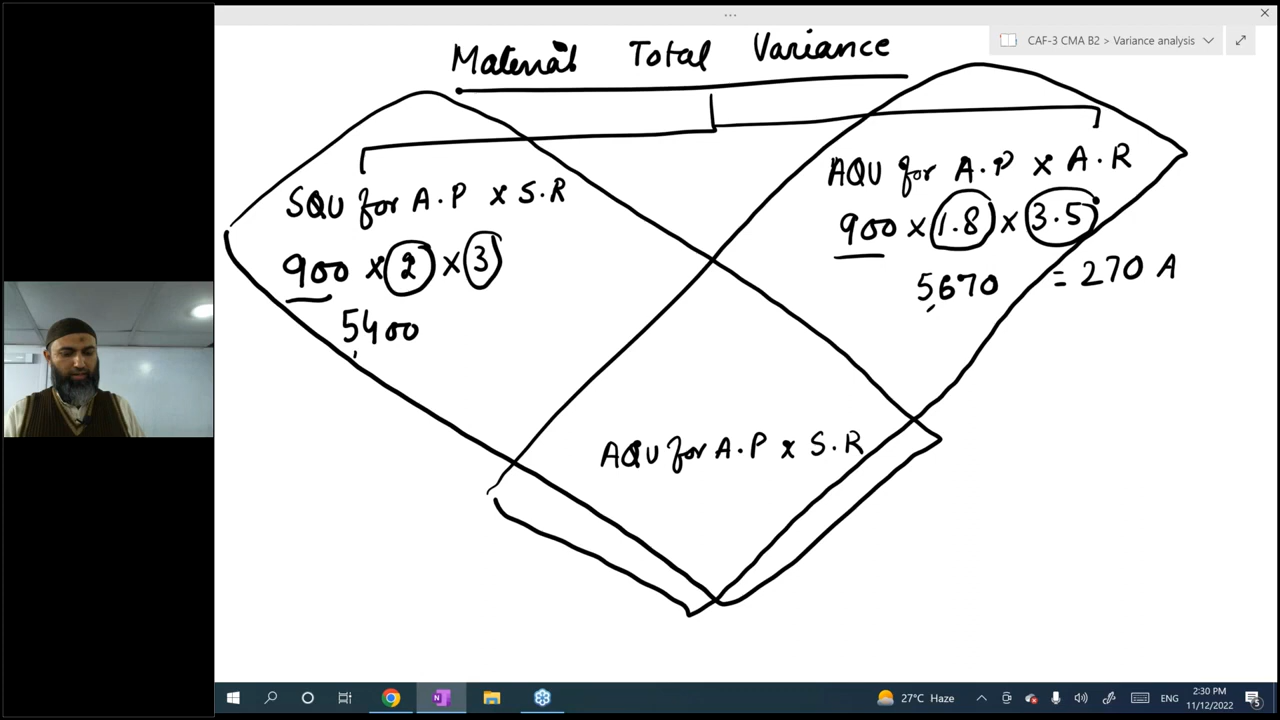 CAF-3 CMA B2 > Variance analysis
Material Total Variance
SQU for A.P x S.R
900 x 2 x 3
5400
AQU for A.P x A.R
900 x 1.8 x 3.5
5670 = 270 A
AQU for A.P x S.R
27°C Haze
ENG
2:30 PM
11/12/2022
5